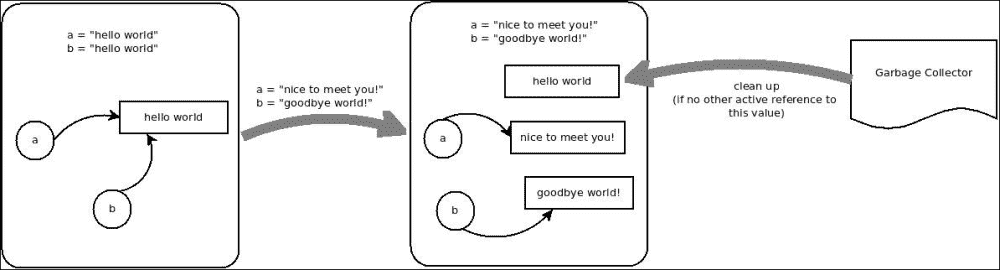 a = "hello world"
b = "hello world"
hello world
a
b
a = "nice to meet you!"
b = "goodbye world!"
a = "nice to meet you!"
b = "goodbye world!"
hello world
a
nice to meet you!
b
goodbye world!
clean up
(if no other active reference to
this value)
Garbage Collector